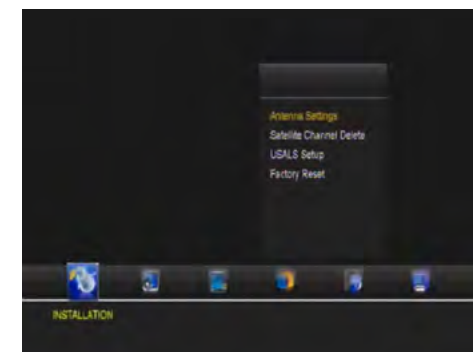 Antenna Settings
Satellite Channel Delete
USALS Setup
Factory Reset
INSTALLATION